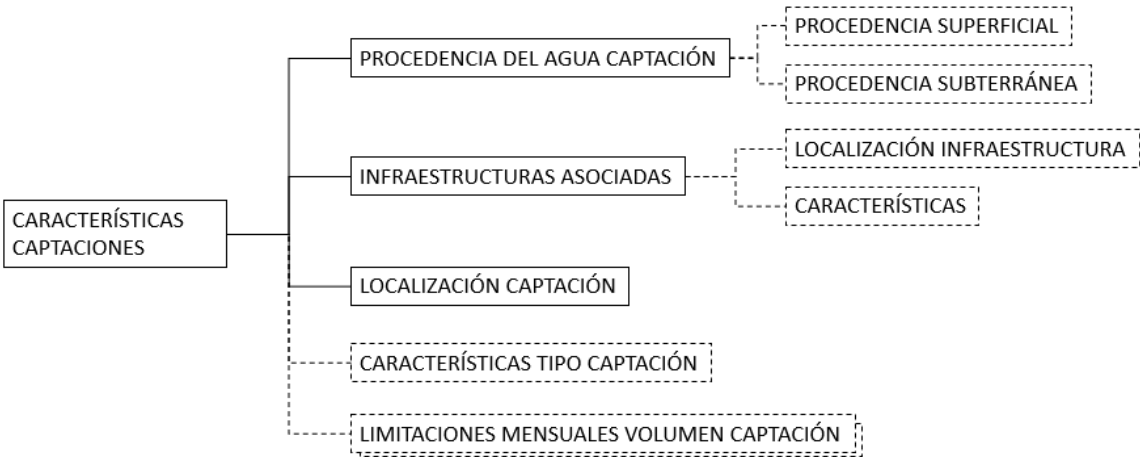 PROCEDENCIA SUPERFICIAL
PROCEDENCIA DEL AGUA CAPTACIÓN
PROCEDENCIA SUBTERRÁNEA
LOCALIZACIÓN INFRAESTRUCTURA
INFRAESTRUCTURAS ASOCIADAS
CARACTERÍSTICAS
CARACTERÍSTICAS
CAPTACIONES
LOCALIZACIÓN CAPTACIÓN
CARACTERÍSTICAS TIPO CAPTACIÓN
LIMITACIONES MENSUALES VOLUMEN CAPTACIÓN